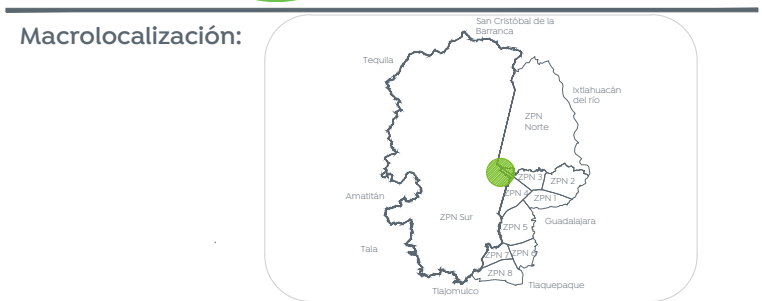 Macrolocalización:
San Cristóbal de la
Barranca
Tequila
Ixtlahuacán
del río
ZPN
Norte
ZPN 3
ZPN 2
ZPN 4
ZPN 1
Amatitán
ZPN Sur
Guadalajara
ZPN 5
Tala
ZPN 7
ZPN 6
ZPN 8
Tlajomulco
Tlaquepaque